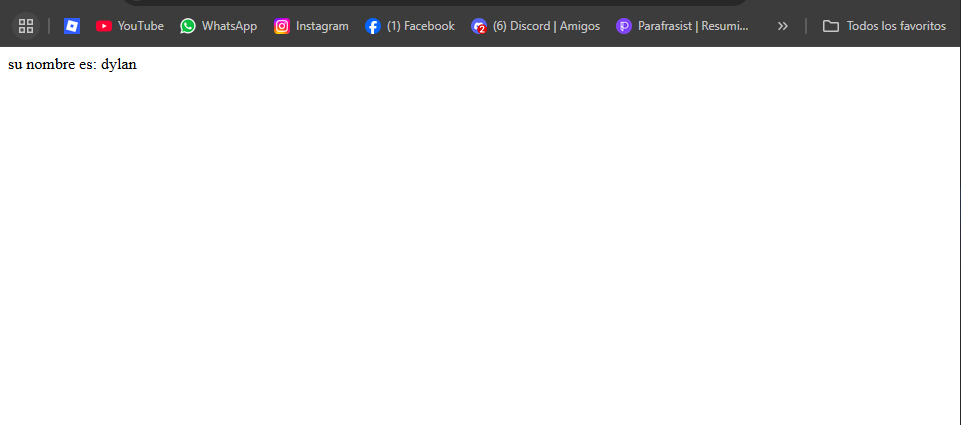 YouTube WhatsApp Instagram (1) Facebook (6) Discord | Amigos Parafrasist | Resumi... Todos los favoritos
su nombre es: dylan